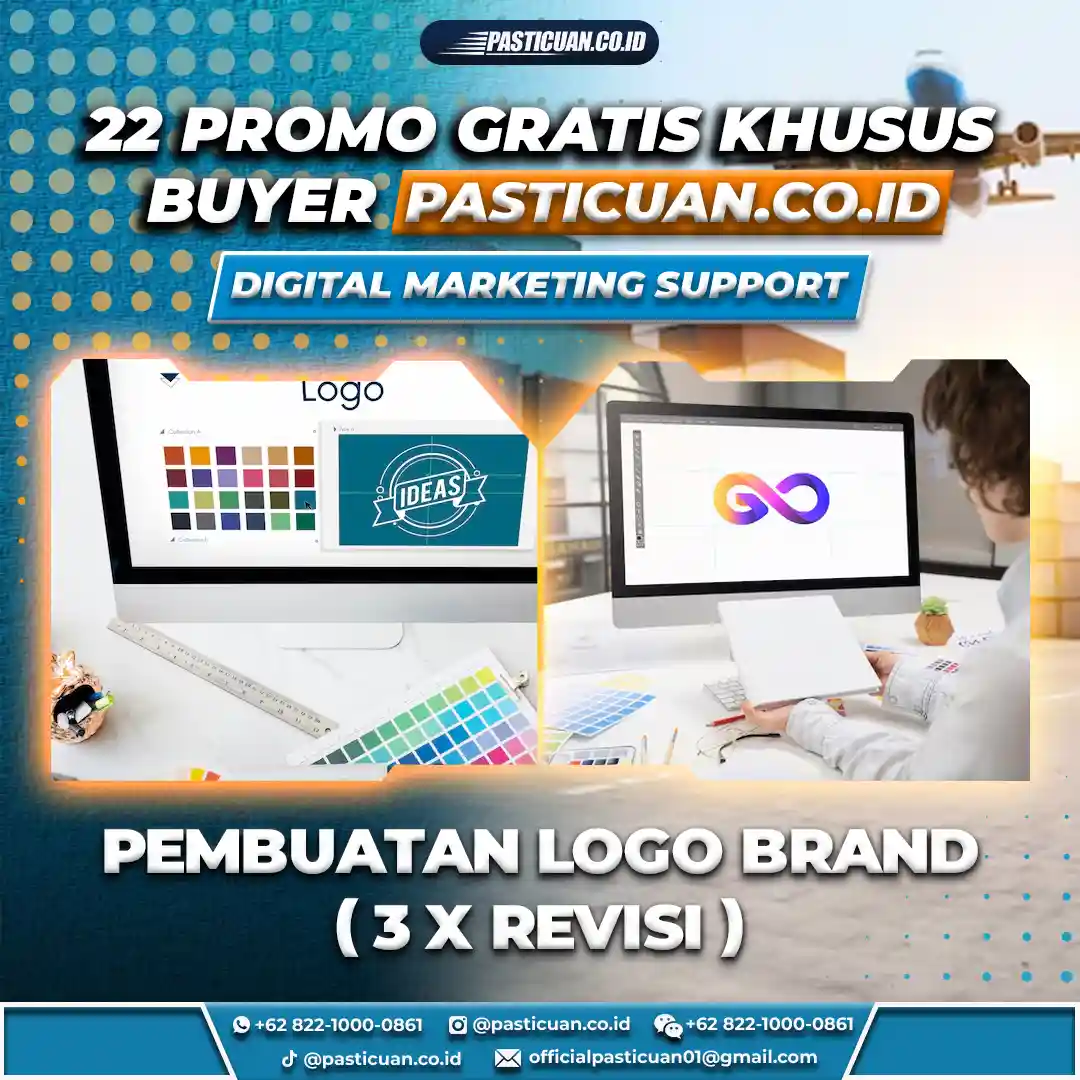 PASTICUAN.CO.ID
22 PROMO GRATIS KHUSUS
BUYER PASTICUAN.CO.ID
DIGITAL MARKETING SUPPORT
Logo
Collection A
IDEAS
GO
PEMBUATAN LOGO BRAND
( 3 X REVISI )
+62 822-1000-0861 @pasticuan.co.id +62 822-1000-0861
@pasticuan.co.id officialpasticuan01@gmail.com